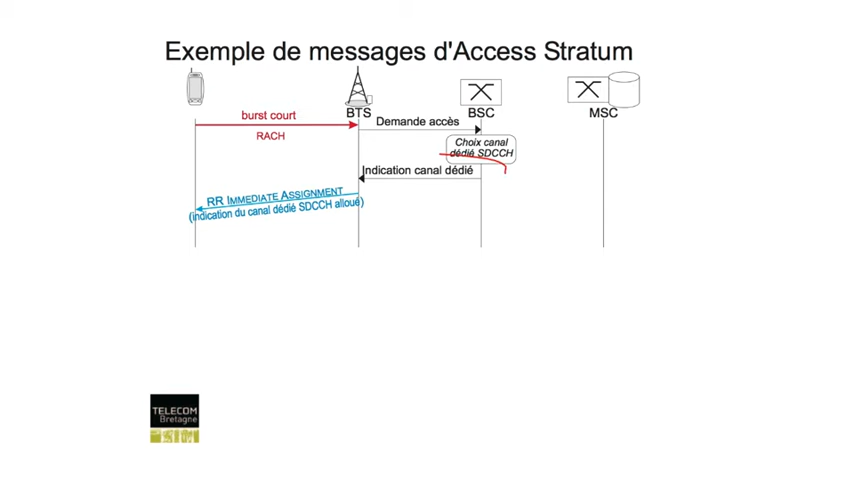 Exemple de messages d'Access Stratum
BTS
BSC
MSC
burst court
RACH
Demande accès
Choix canal
dédié SDCCH
Indication canal dédié
RR IMMEDIATE ASSIGNMENT
(indication du canal dédié SDCCH alloué)
TELECOM
Bretagne